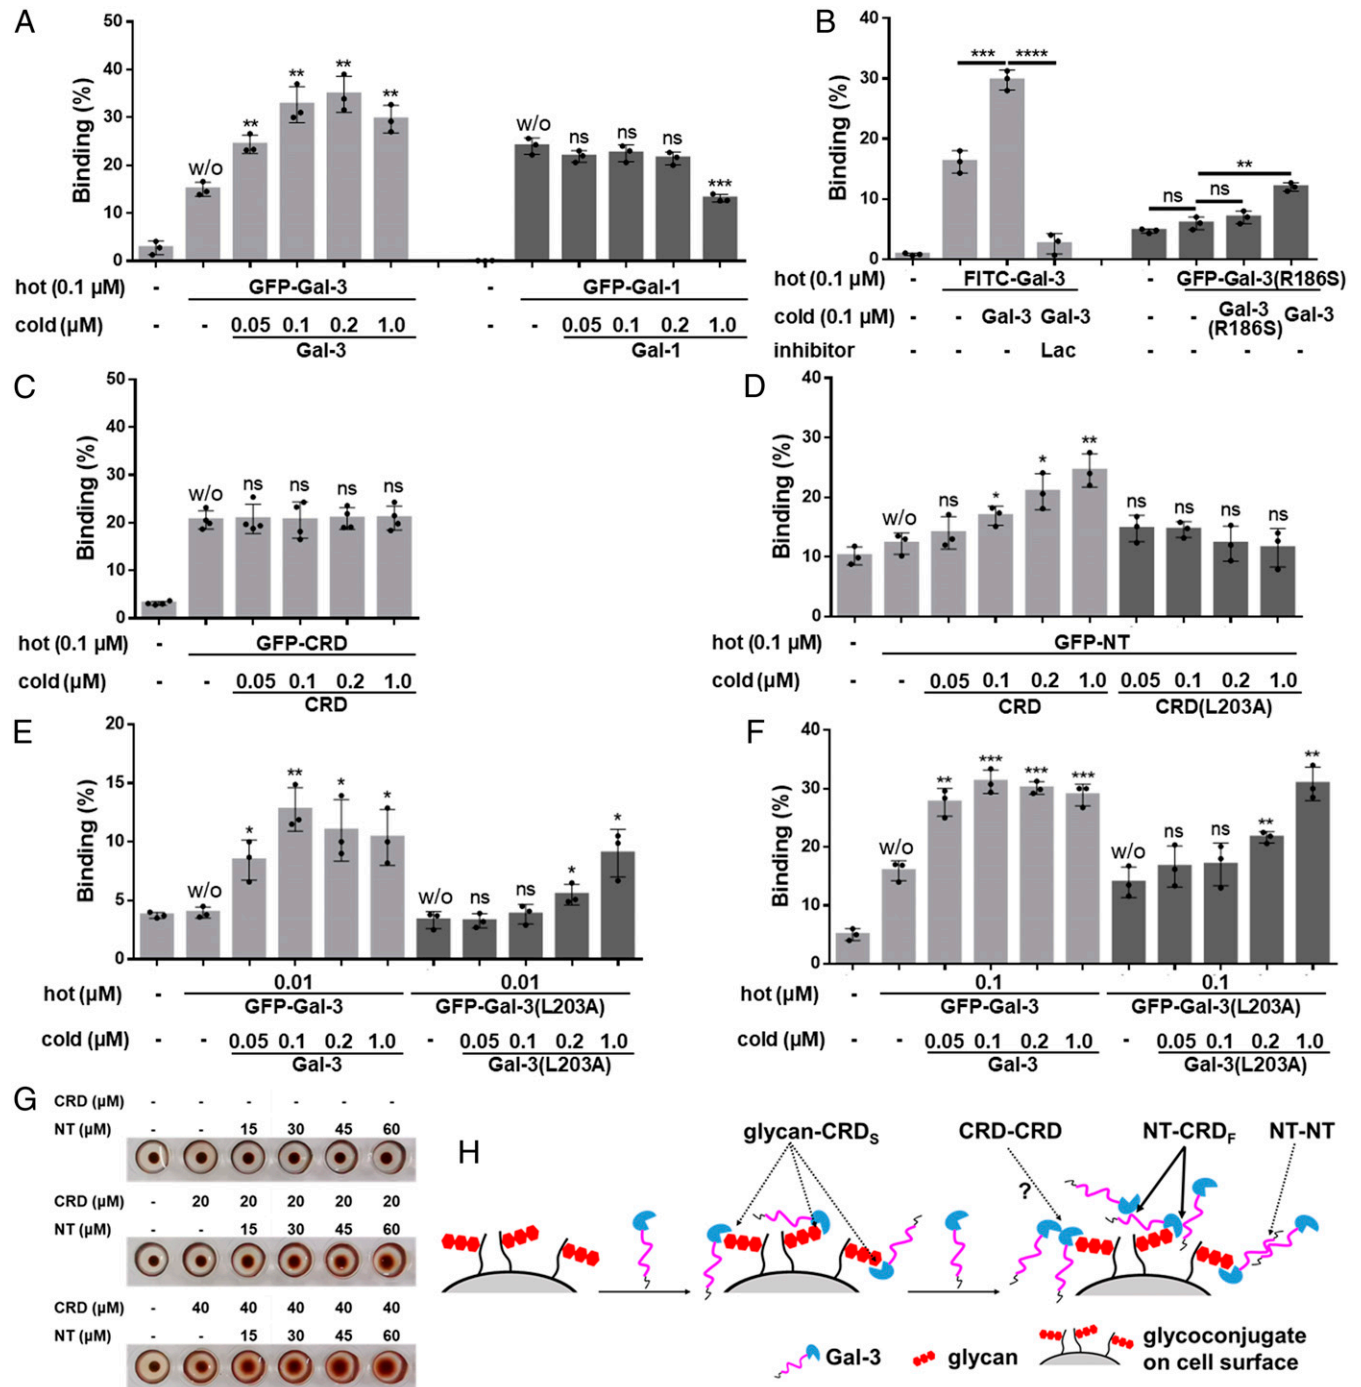 A
Binding (%)
50
40
30
20
10
0
w/o
**
**
**
**
w/o
ns
ns
ns
***
hot (0.1 µM) - GFP-Gal-3 - GFP-Gal-1
cold (µM) - - 0.05 0.1 0.2 1.0 - - 0.05 0.1 0.2 1.0
Gal-3 Gal-1
B
Binding (%)
40
30
20
10
0
*** ****
**
ns ns
hot (0.1 µM) - FITC-Gal-3 - GFP-Gal-3(R186S)
cold (0.1 µM) - - Gal-3 Gal-3 - - Gal-3 (R186S) Gal-3
inhibitor - - - Lac - - - -
C
Binding (%)
50
40
30
20
10
0
w/o ns ns ns ns
hot (0.1 µM) - GFP-CRD
cold (µM) - - 0.05 0.1 0.2 1.0
CRD
D
Binding (%)
40
30
20
10
0
w/o ns * * ** ns ns ns ns
hot (0.1 µM) - GFP-NT
cold (µM) - - 0.05 0.1 0.2 1.0 0.05 0.1 0.2 1.0
CRD CRD(L203A)
E
Binding (%)
20
15
10
5
0
w/o * ** * * w/o ns ns * *
0.01 0.01
hot (µM) - GFP-Gal-3 GFP-Gal-3(L203A)
cold (µM) - - 0.05 0.1 0.2 1.0 - 0.05 0.1 0.2 1.0
Gal-3 Gal-3(L203A)
F
Binding (%)
40
30
20
10
0
w/o ** *** *** *** w/o ns ns ** **
0.1 0.1
hot (µM) - GFP-Gal-3 GFP-Gal-3(L203A)
cold (µM) - - 0.05 0.1 0.2 1.0 - 0.05 0.1 0.2 1.0
Gal-3 Gal-3(L203A)
G
CRD (µM) - - - - - -
NT (µM) - - 15 30 45 60
CRD (µM) - 20 20 20 20 20
NT (µM) - - 15 30 45 60
CRD (µM) - 40 40 40 40 40
NT (µM) - - 15 30 45 60
H
glycan-CRDS
CRD-CRD
NT-CRDF
NT-NT
?
Gal-3
glycan
glycoconjugate
on cell surface